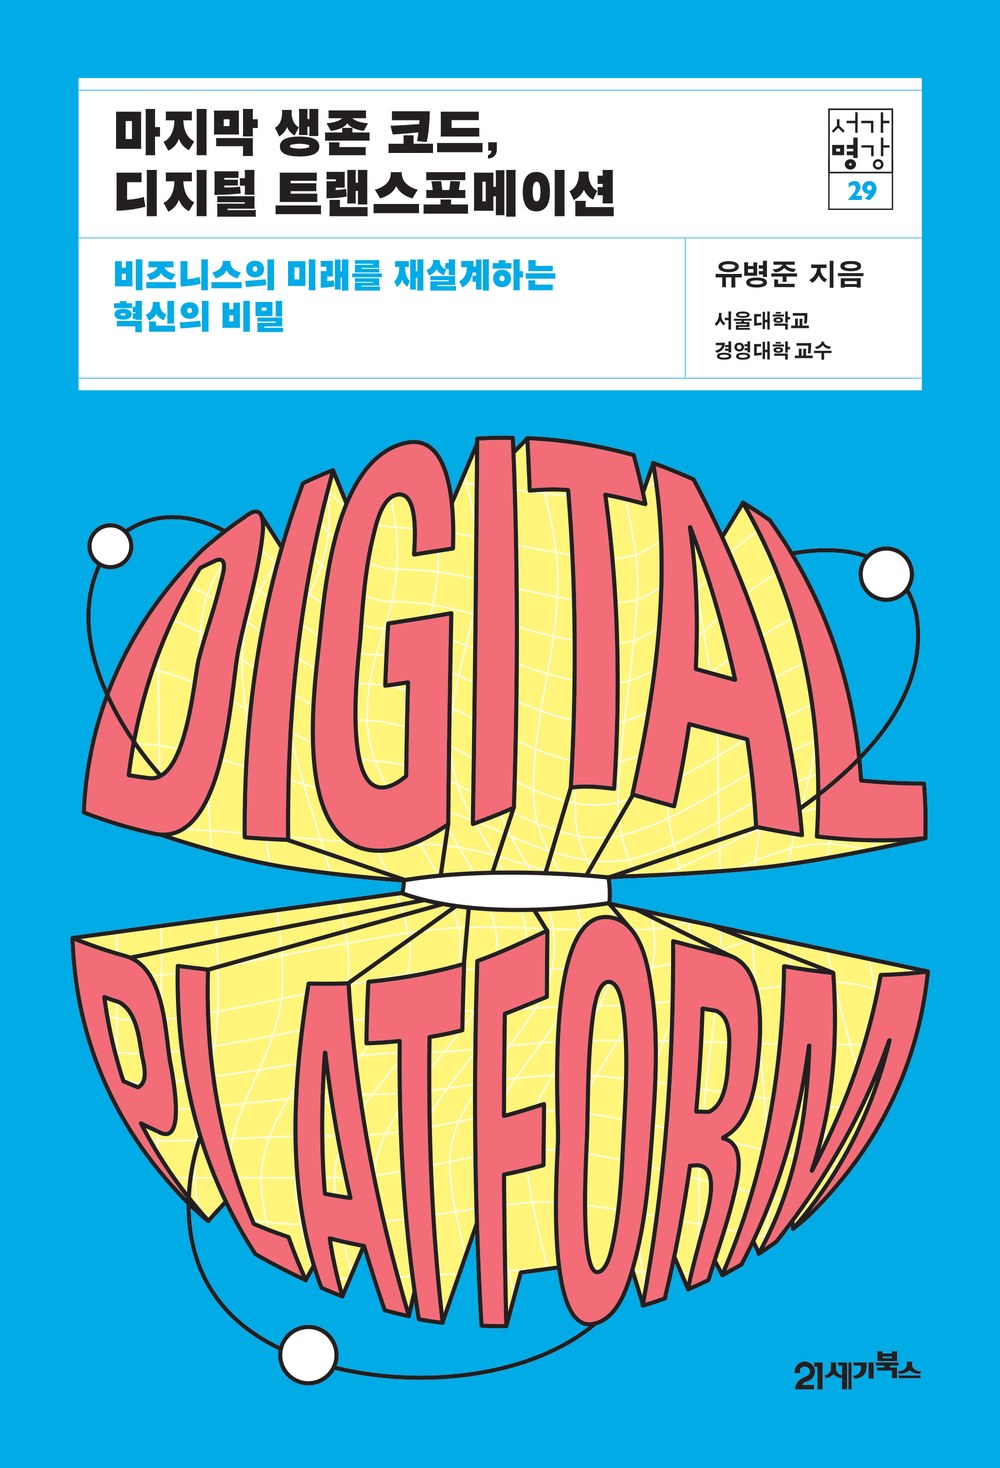 마지막 생존 코드,
디지털 트랜스포메이션
서가
명강
29
비즈니스의 미래를 재설계하는
혁신의 비밀
유병준 지음
서울대학교
경영대학 교수
DIGITAL
PLATFORM
21세기북스